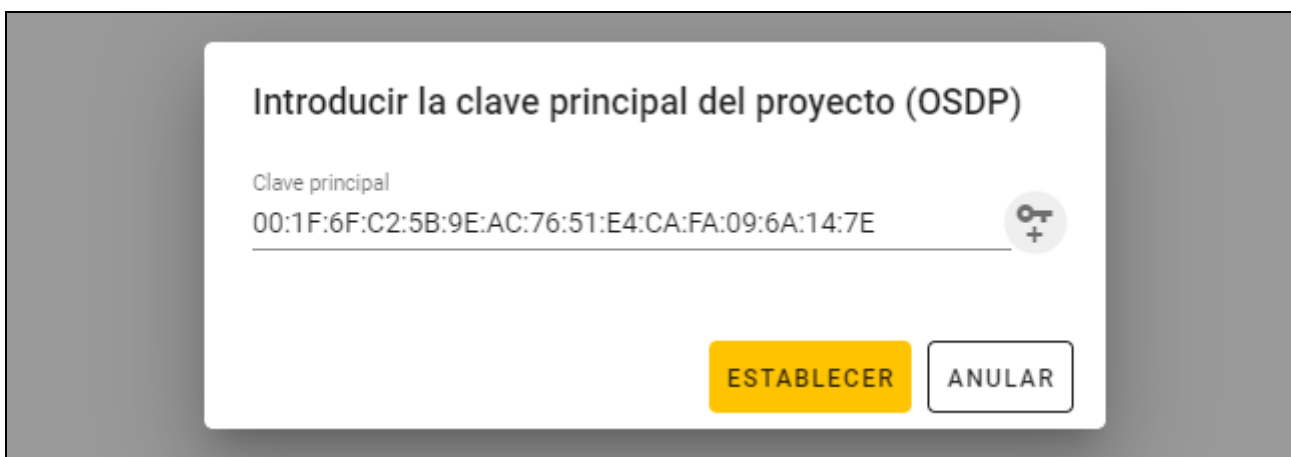 Introducir la clave principal del proyecto (OSDP)
Clave principal
00:1F:6F:C2:5B:9E:AC:76:51:E4:CA:FA:09:6A:14:7E
ESTABLECER
ANULAR